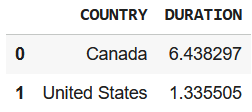 COUNTRY DURATION
0 Canada 6.438297
1 United States 1.335505